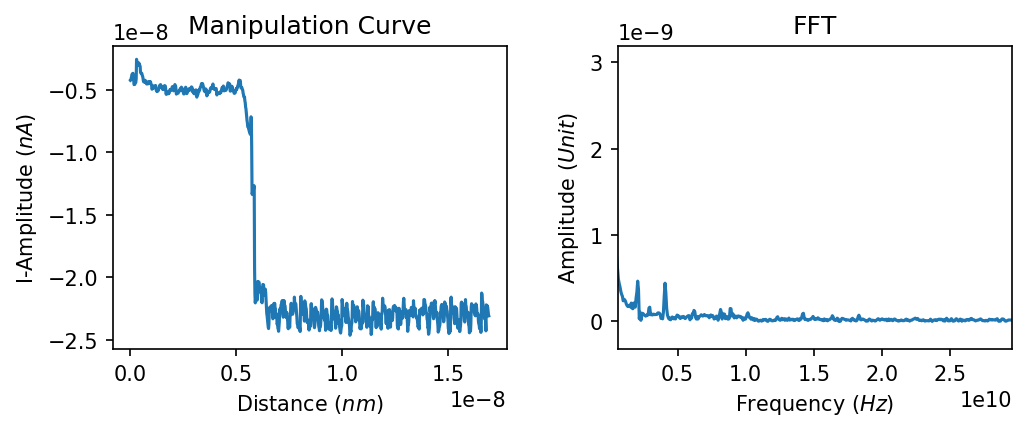 Manipulation Curve
1e−8
I-Amplitude (nA)
−0.5
−1.0
−1.5
−2.0
−2.5
0.0 0.5 1.0 1.5
1e−8
Distance (nm)
FFT
1e−9
Amplitude (Unit)
3
2
1
0
0.5 1.0 1.5 2.0 2.5
1e10
Frequency (Hz)